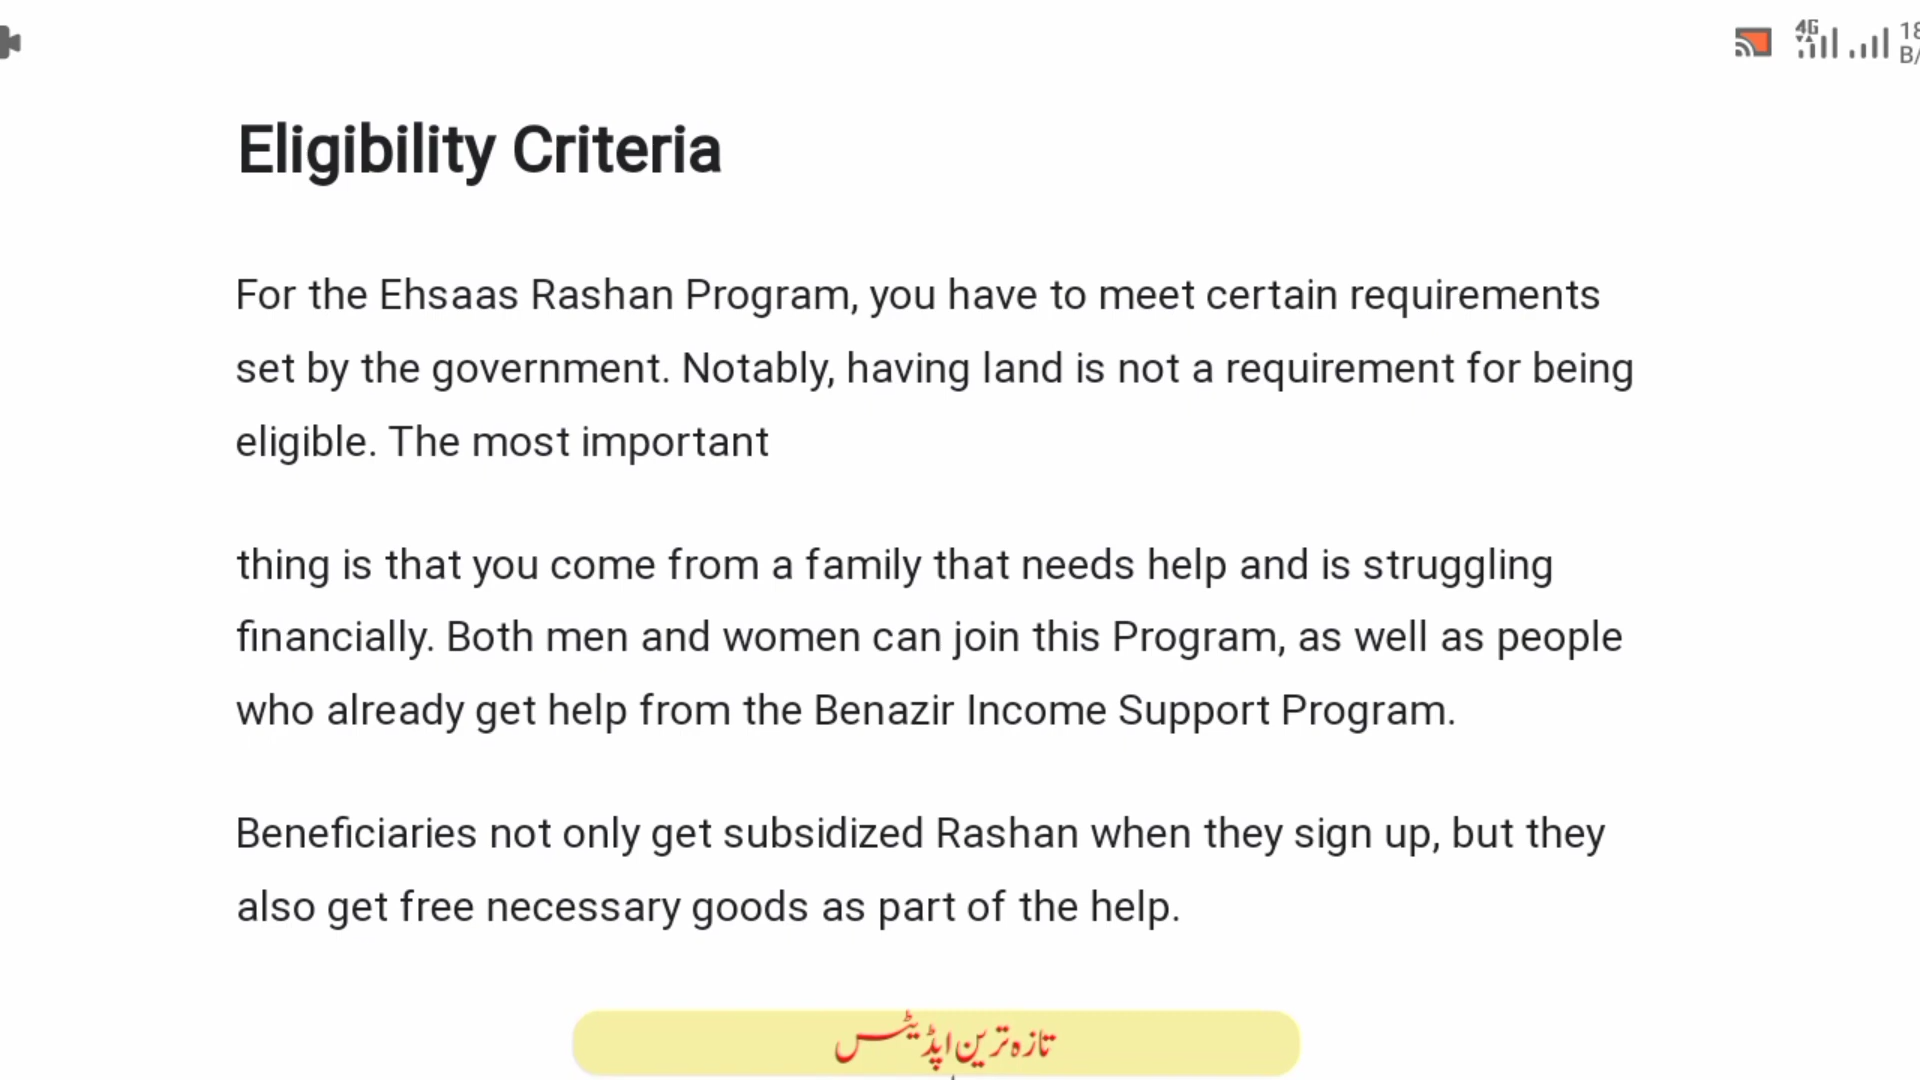 4G
18
B/
Eligibility Criteria
For the Ehsaas Rashan Program, you have to meet certain requirements
set by the government. Notably, having land is not a requirement for being
eligible. The most important
thing is that you come from a family that needs help and is struggling
financially. Both men and women can join this Program, as well as people
who already get help from the Benazir Income Support Program.
Beneficiaries not only get subsidized Rashan when they sign up, but they
also get free necessary goods as part of the help.
تازہ ترین اپڈیٹس